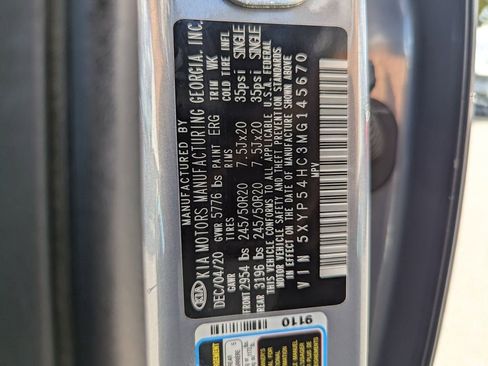 MANUFACTURED BY
KIA KIA MOTORS MANUFACTURING GEORGIA, INC.
DEC/04/20 PAINT ERG TRIM WK
GVWR 5776 lbs
GAWR TIRES RIMS COLD TIRE INFL
FRONT 2954 lbs 245/50R20 7.5Jx20 35psi SINGLE
REAR 3196 lbs 245/50R20 7.5Jx20 35psi SINGLE
THIS VEHICLE CONFORMS TO ALL APPLICABLE U.S.A. FEDERAL
MOTOR VEHICLE SAFETY AND THEFT PREVENTION STANDARDS
IN EFFECT ON THE DATE OF MANUFACTURE SHOWN ABOVE
VIN 5XYP54HC3MG145670
MPV
9110